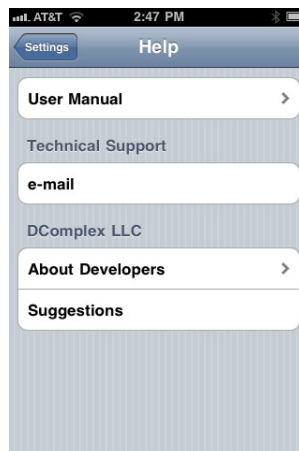 AT&T 2:47 PM
Settings Help
User Manual
Technical Support
e-mail
DComplex LLC
About Developers
Suggestions